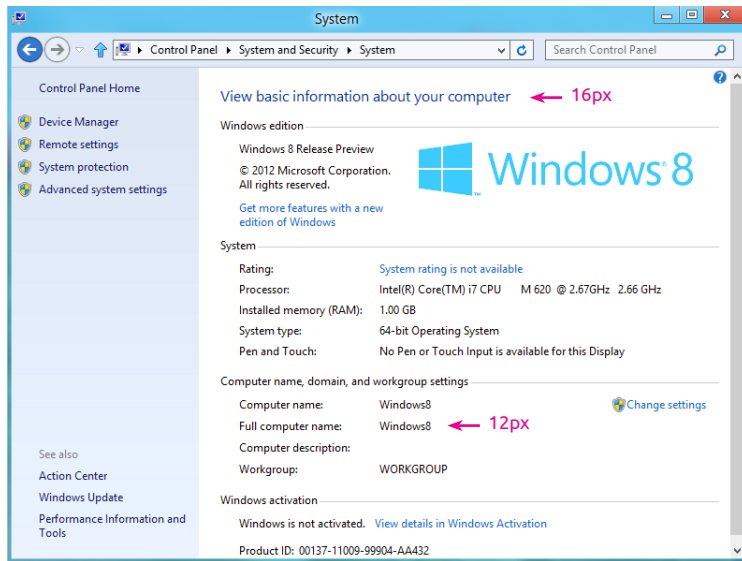 System
Control Panel ▸ System and Security ▸ System
Search Control Panel
Control Panel Home
Device Manager
Remote settings
System protection
Advanced system settings
See also
Action Center
Windows Update
Performance Information and
Tools
View basic information about your computer
16px
Windows edition
Windows 8 Release Preview
© 2012 Microsoft Corporation.
All rights reserved.
Get more features with a new
edition of Windows
Windows® 8
System
Rating: System rating is not available
Processor: Intel(R) Core(TM) i7 CPU M 620 @ 2.67GHz 2.66 GHz
Installed memory (RAM): 1.00 GB
System type: 64-bit Operating System
Pen and Touch: No Pen or Touch Input is available for this Display
Computer name, domain, and workgroup settings
Computer name: Windows8 Change settings
Full computer name: Windows8 12px
Computer description:
Workgroup: WORKGROUP
Windows activation
Windows is not activated. View details in Windows Activation
Product ID: 00137-11009-99904-AA432